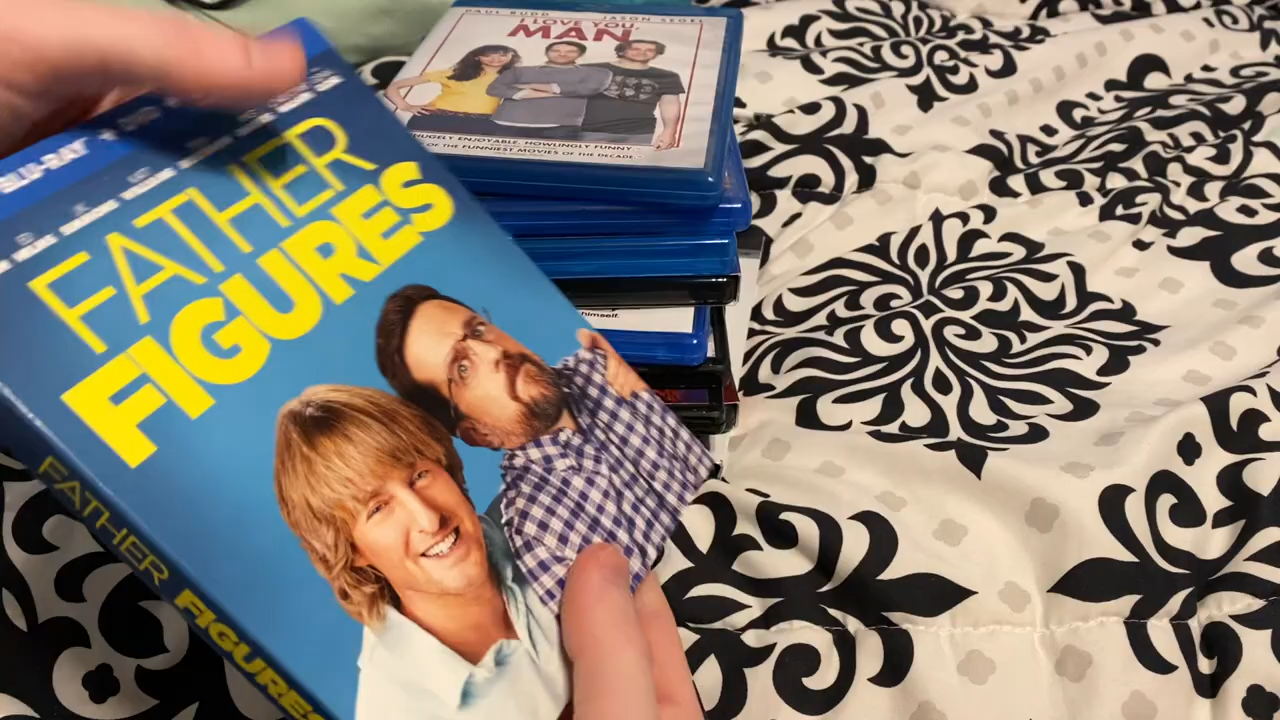 BLU-RAY
FATHER
FIGURES
FATHER FIGURES
PAUL RUDD JASON SEGEL
I LOVE YOU,
MAN
HUGELY ENJOYABLE. HOWLINGLY FUNNY.
OF THE FUNNIEST MOVIES OF THE DECADE.
himself.